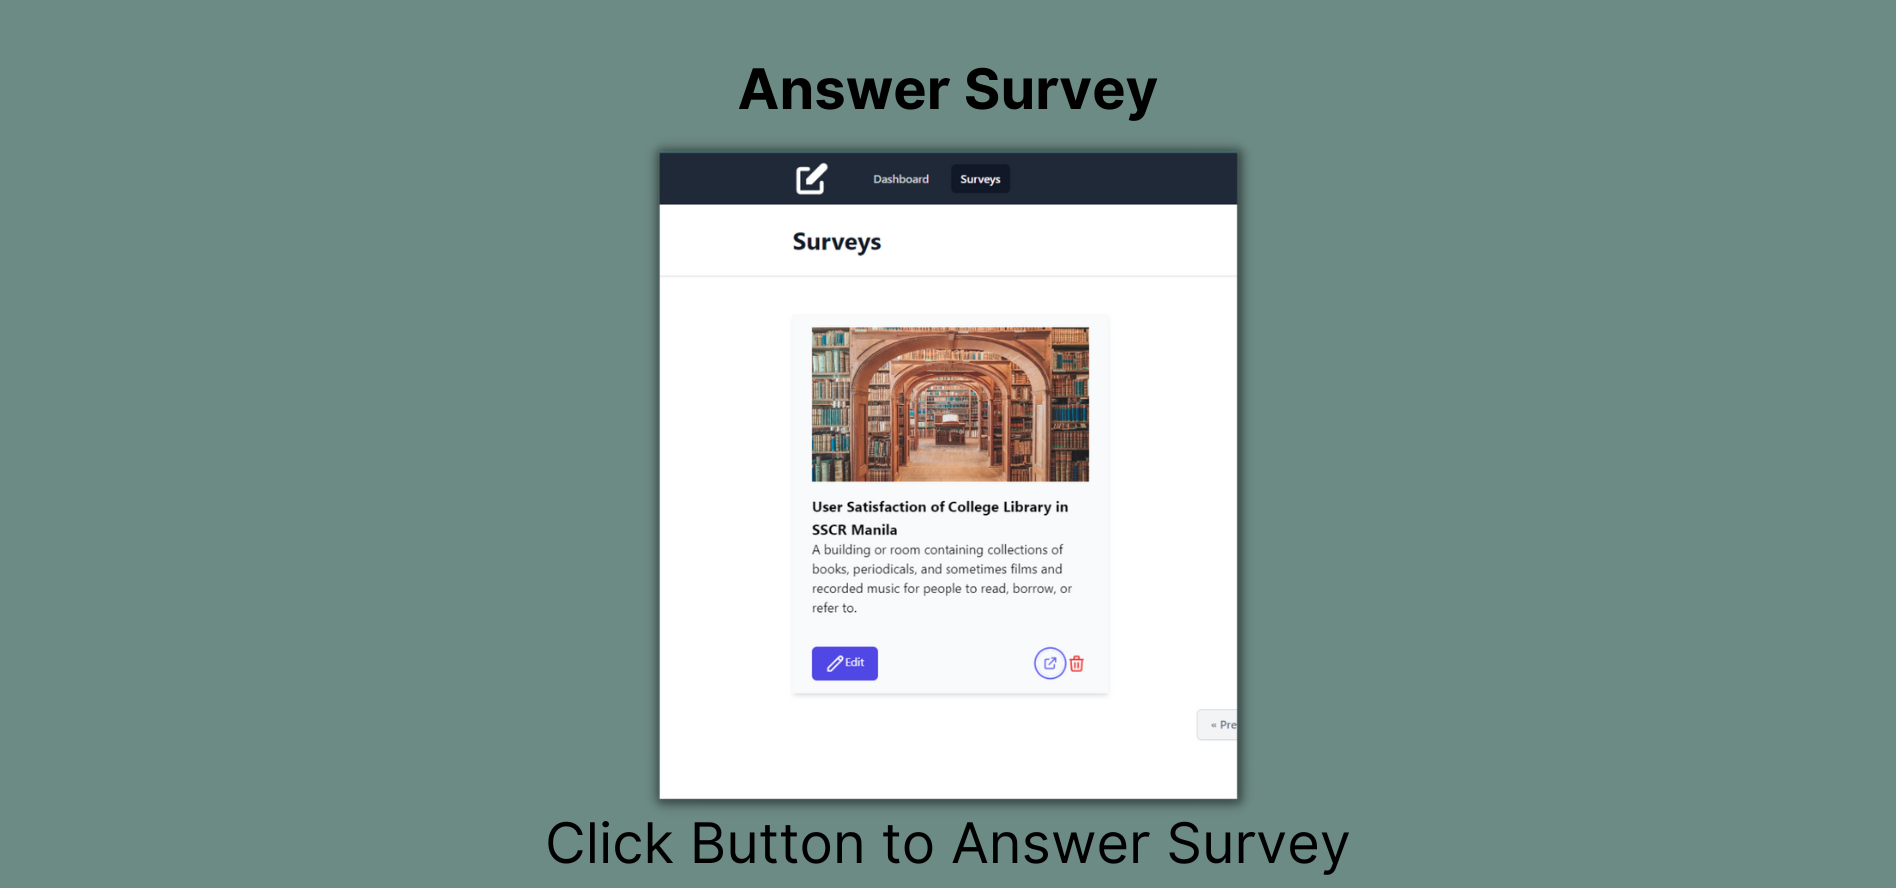 Answer Survey
Dashboard Surveys
Surveys
User Satisfaction of College Library in
SSCR Manila
A building or room containing collections of
books, periodicals, and sometimes films and
recorded music for people to read, borrow, or
refer to.
Edit
« Pre
Click Button to Answer Survey